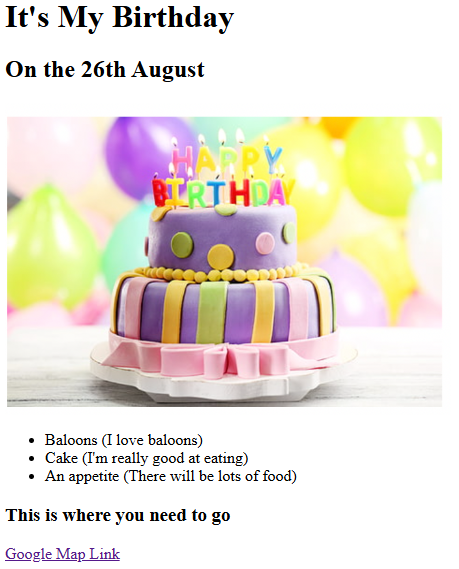 It's My Birthday
On the 26th August
HAPPY
BIRTHDAY
Baloons (I love baloons)
Cake (I'm really good at eating)
An appetite (There will be lots of food)
This is where you need to go
Google Map Link